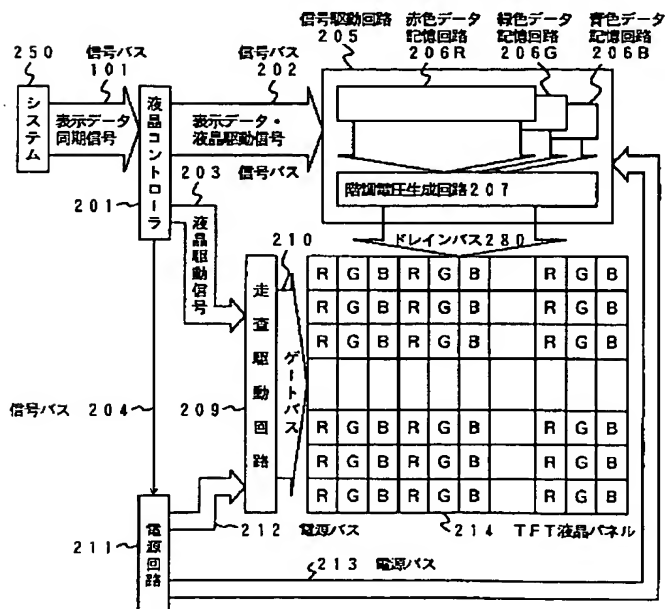 250
信号バス
101
信号バス
202
信号駆動回路
205
赤色データ
記憶回路
206R
緑色データ
記憶回路
206G
青色データ
記憶回路
206B
システム
表示データ
同期信号
液晶コントローラ
表示データ・
液晶駆動信号
201
203 信号バス
液晶駆動信号
階調電圧生成回路207
ドレインバス280
210
走査駆動回路
ゲートバス
R G B R G B R G B
R G B R G B R G B
R G B R G B R G B
R G B R G B R G B
R G B R G B R G B
R G B R G B R G B
信号バス 204
209
211
電源回路
212 電源バス
214 TFT液晶パネル
213 電源バス